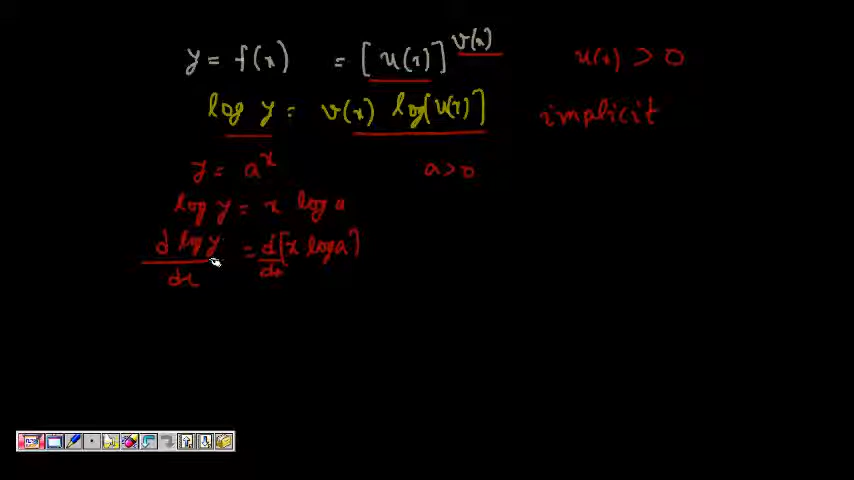 y = f(x) = [u(x)]^v(x) u(x) > 0
log y = v(x) log[u(x)] implicit
y = a^x a > 0
log y = x log a
d log y / dx = d/dx [x log a]